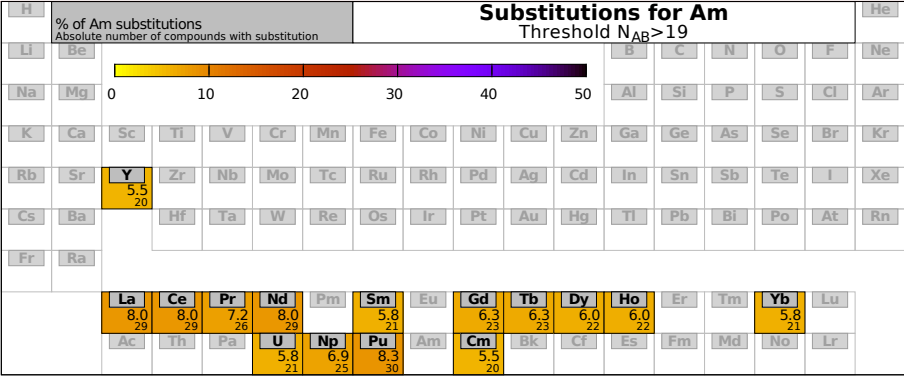 H
% of Am substitutions
Absolute number of compounds with substitution
Substitutions for Am
Threshold N_AB>19
He
Li Be B C N O F Ne
0 10 20 30 40 50
Na Mg Al Si P S Cl Ar
K Ca Sc Ti V Cr Mn Fe Co Ni Cu Zn Ga Ge As Se Br Kr
Rb Sr Y Zr Nb Mo Tc Ru Rh Pd Ag Cd In Sn Sb Te I Xe
5.5
20
Cs Ba Hf Ta W Re Os Ir Pt Au Hg Tl Pb Bi Po At Rn
Fr Ra
La Ce Pr Nd Pm Sm Eu Gd Tb Dy Ho Er Tm Yb Lu
8.0 8.0 7.2 8.0 5.8 6.3 6.3 6.0 6.0 5.8
29 29 26 29 21 23 23 22 22 21
Ac Th Pa U Np Pu Am Cm Bk Cf Es Fm Md No Lr
5.8 6.9 8.3 5.5
21 25 30 20